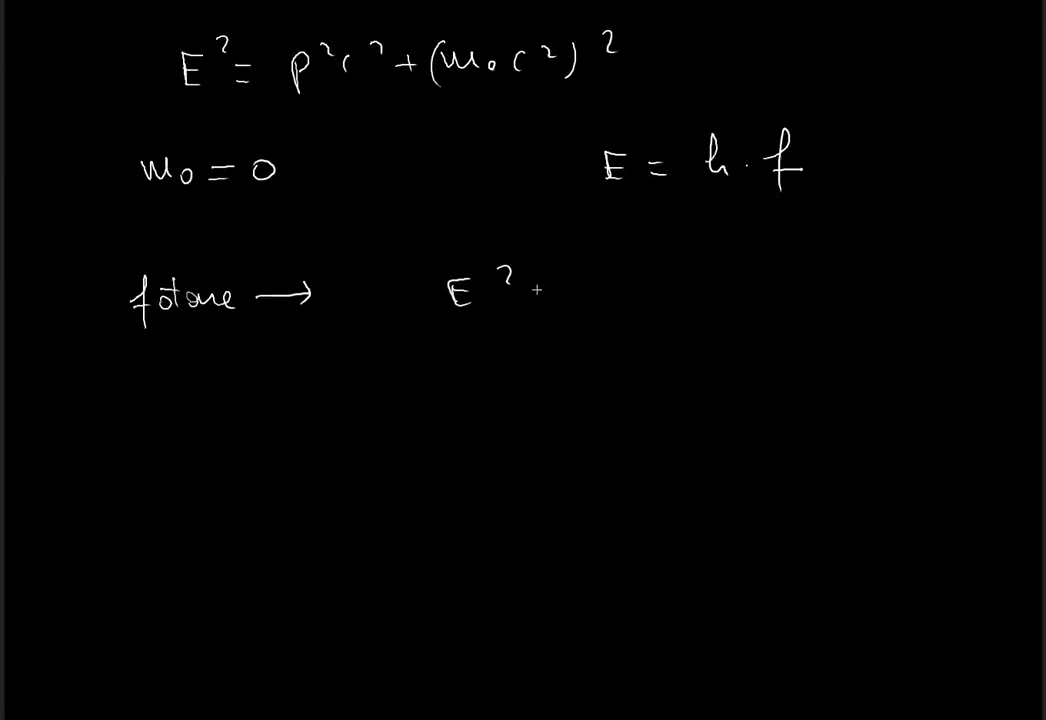 E² = p²c² + (m₀c²)²
m₀ = 0
E = h · f
fotone → E²